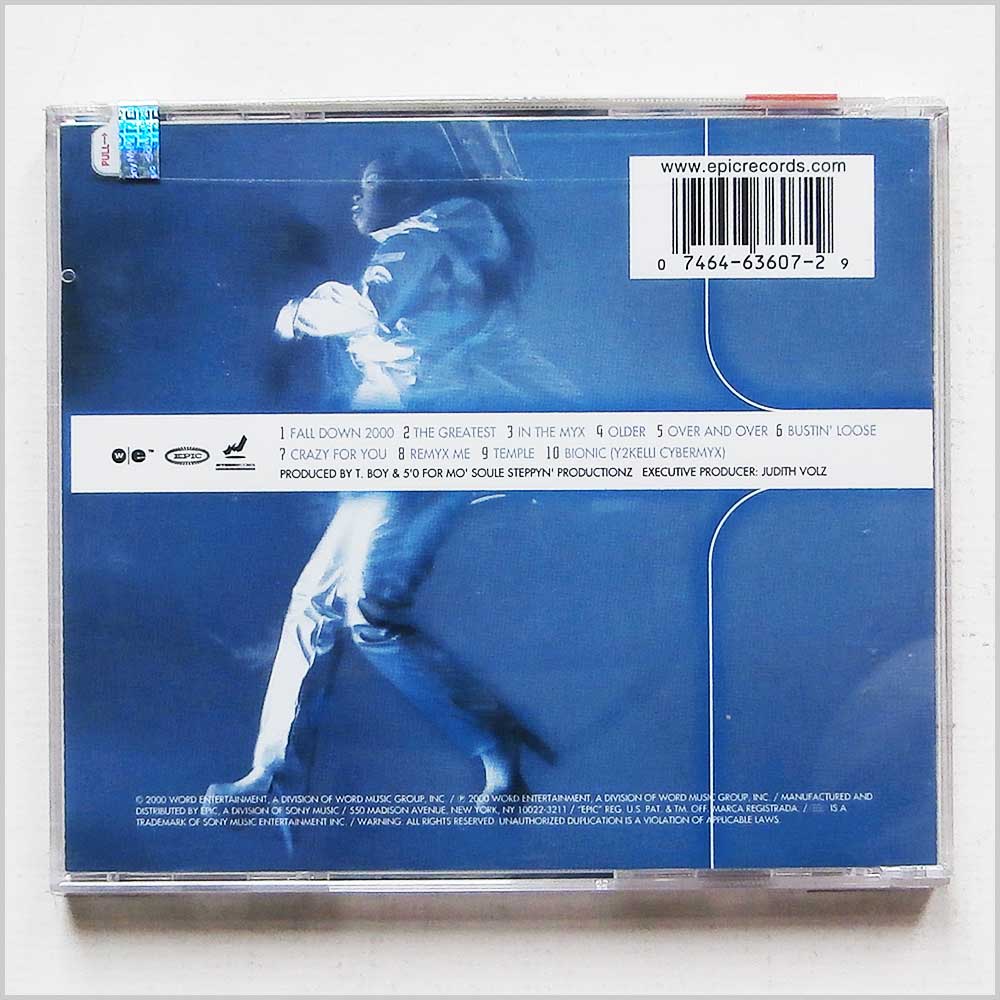 PULL→
www.epicrecords.com
0 7464-63607-2 9
1 FALL DOWN 2000 2 THE GREATEST 3 IN THE MYX 4 OLDER 5 OVER AND OVER 6 BUSTIN' LOOSE
w/e™ EPIC
7 CRAZY FOR YOU 8 REMYX ME 9 TEMPLE 10 BIONIC (Y2KELLI CYBERMYX)
PRODUCED BY T. BOY & 5'0 FOR MO' SOULE STEPPYN' PRODUCTIONZ EXECUTIVE PRODUCER: JUDITH VOLZ
© 2000 WORD ENTERTAINMENT, A DIVISION OF WORD MUSIC GROUP, INC. / ℗ 2000 WORD ENTERTAINMENT, A DIVISION OF WORD MUSIC GROUP, INC. / MANUFACTURED AND
DISTRIBUTED BY EPIC, A DIVISION OF SONY MUSIC / 550 MADISON AVENUE, NEW YORK, NY 10022-3211 / "EPIC" REG. U.S. PAT. & TM. OFF. MARCA REGISTRADA. / IS A
TRADEMARK OF SONY MUSIC ENTERTAINMENT INC. / WARNING: ALL RIGHTS RESERVED. UNAUTHORIZED DUPLICATION IS A VIOLATION OF APPLICABLE LAWS.